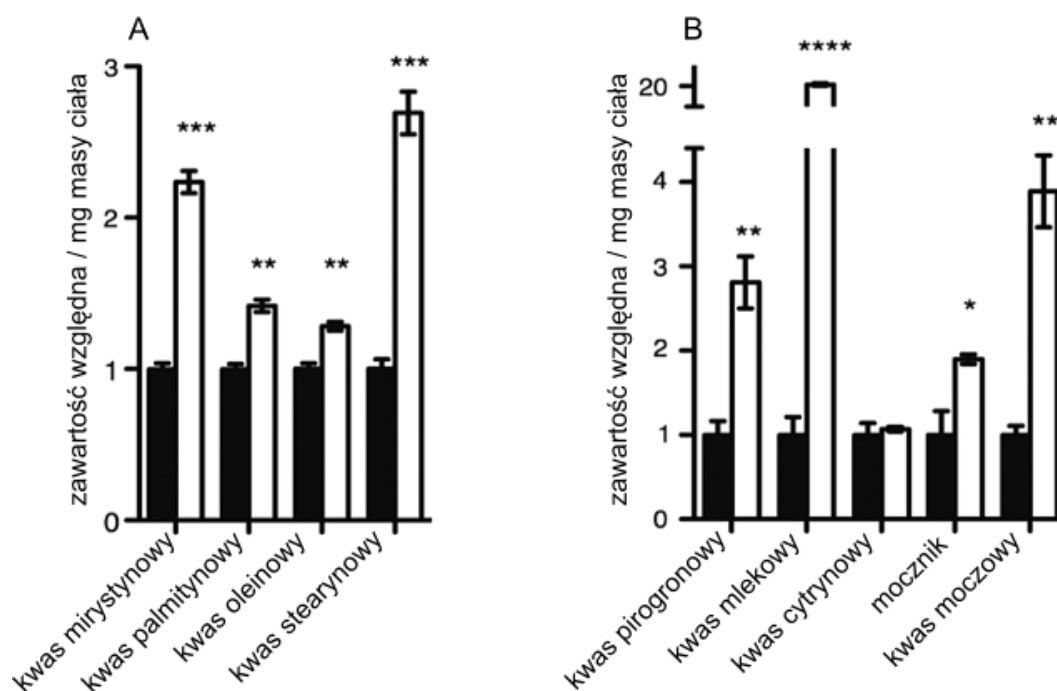 A
zawartość względna / mg masy ciała
3
2
1
0
***
**
**
***
kwas mirystynowy
kwas palmitynowy
kwas oleinowy
kwas stearynowy
B
zawartość względna / mg masy ciała
20
4
3
2
1
0
**
****
*
**
kwas pirogronowy
kwas mlekowy
kwas cytrynowy
mocznik
kwas moczowy